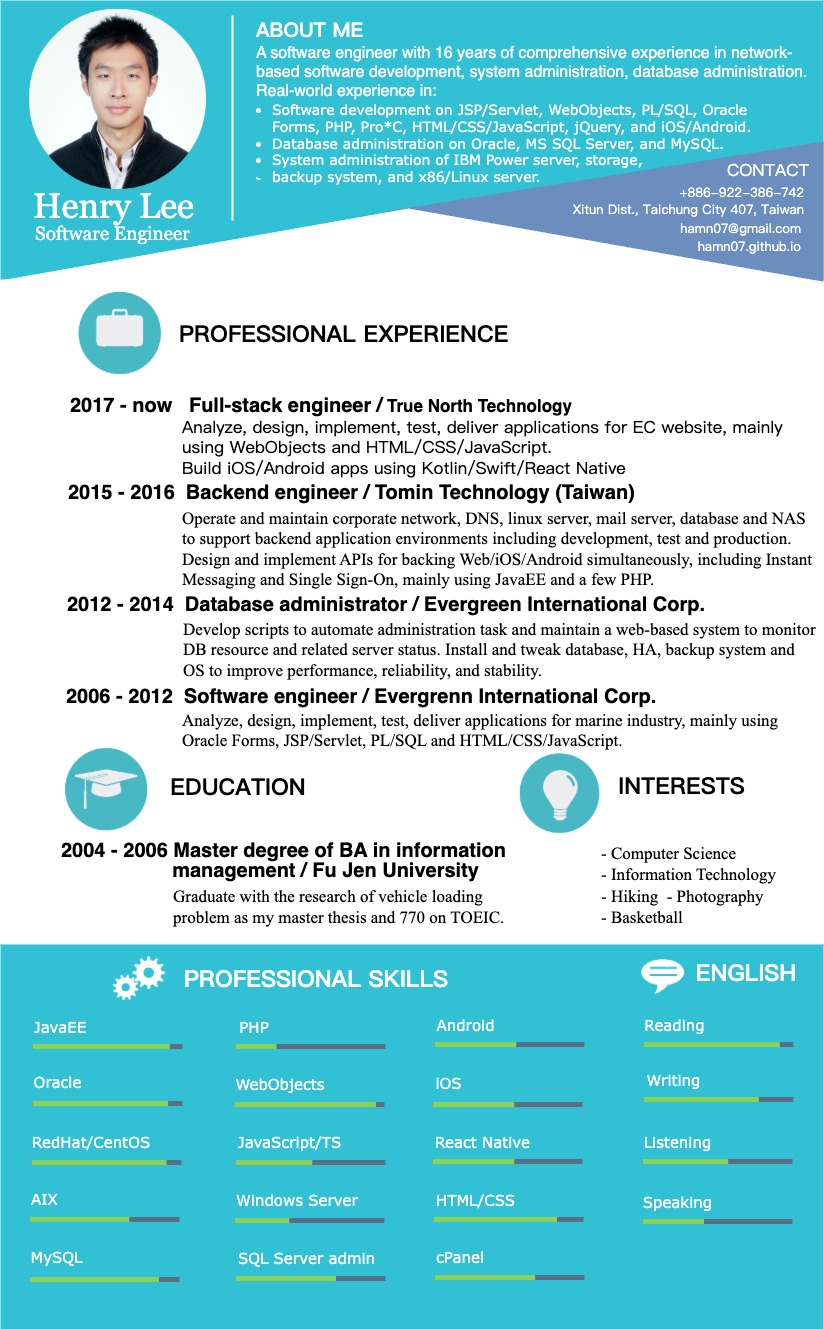 Henry Lee
Software Engineer
ABOUT ME
A software engineer with 16 years of comprehensive experience in network-
based software development, system administration, database administration.
Real-world experience in:
• Software development on JSP/Servlet, WebObjects, PL/SQL, Oracle
Forms, PHP, Pro*C, HTML/CSS/JavaScript, jQuery, and iOS/Android.
• Database administration on Oracle, MS SQL Server, and MySQL.
• System administration of IBM Power server, storage,
- backup system, and x86/Linux server.
CONTACT
+886-922-386-742
Xitun Dist., Taichung City 407, Taiwan
hamn07@gmail.com
hamn07.github.io
PROFESSIONAL EXPERIENCE
2017 - now Full-stack engineer / True North Technology
Analyze, design, implement, test, deliver applications for EC website, mainly
using WebObjects and HTML/CSS/JavaScript.
Build iOS/Android apps using Kotlin/Swift/React Native
2015 - 2016 Backend engineer / Tomin Technology (Taiwan)
Operate and maintain corporate network, DNS, linux server, mail server, database and NAS
to support backend application environments including development, test and production.
Design and implement APIs for backing Web/iOS/Android simultaneously, including Instant
Messaging and Single Sign-On, mainly using JavaEE and a few PHP.
2012 - 2014 Database administrator / Evergreen International Corp.
Develop scripts to automate administration task and maintain a web-based system to monitor
DB resource and related server status. Install and tweak database, HA, backup system and
OS to improve performance, reliability, and stability.
2006 - 2012 Software engineer / Evergrenn International Corp.
Analyze, design, implement, test, deliver applications for marine industry, mainly using
Oracle Forms, JSP/Servlet, PL/SQL and HTML/CSS/JavaScript.
EDUCATION
2004 - 2006 Master degree of BA in information
management / Fu Jen University
Graduate with the research of vehicle loading
problem as my master thesis and 770 on TOEIC.
INTERESTS
- Computer Science
- Information Technology
- Hiking - Photography
- Basketball
PROFESSIONAL SKILLS
JavaEE
Oracle
RedHat/CentOS
AIX
MySQL
PHP
WebObjects
JavaScript/TS
Windows Server
SQL Server admin
Android
iOS
React Native
HTML/CSS
cPanel
ENGLISH
Reading
Writing
Listening
Speaking